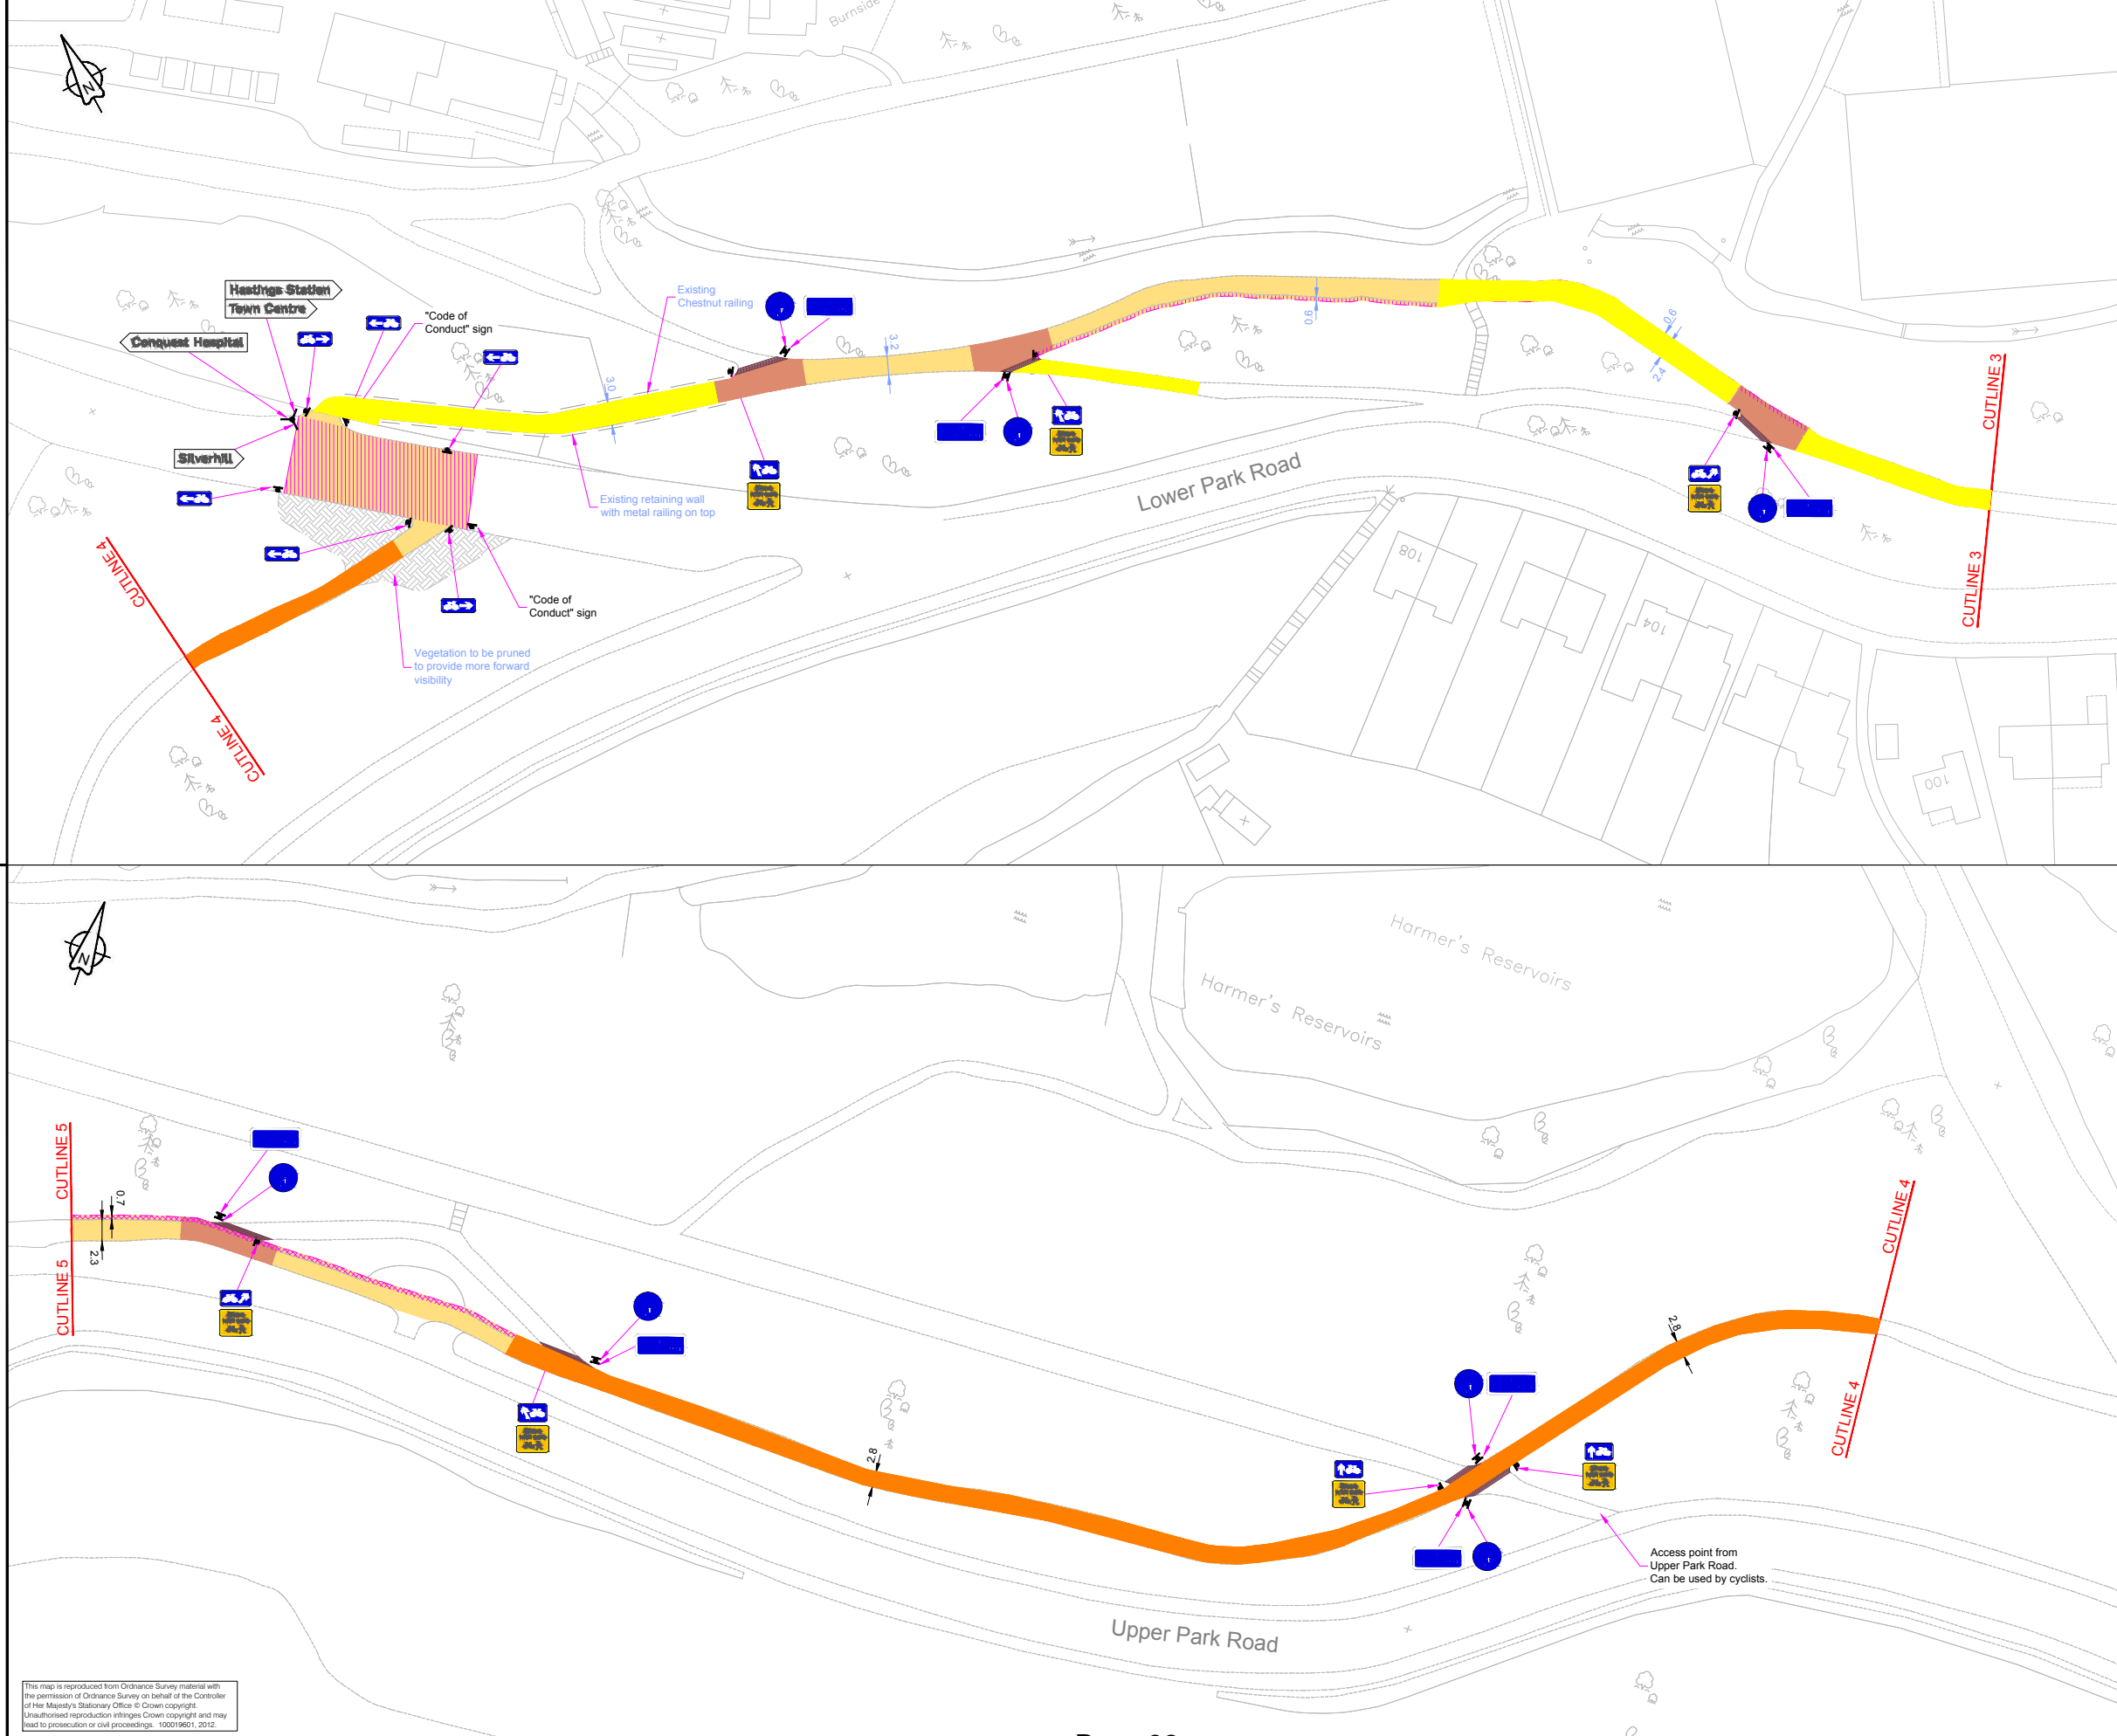 Burnside
N
Hastings Station
Town Centre
Conquest Hospital
Silverhill
"Code of
Conduct" sign
Existing
Chestnut railing
3.0
3.2
0.6
0.6
2.4
Existing retaining wall
with metal railing on top
Lower Park Road
CUTLINE 3
CUTLINE 3
CUTLINE 4
CUTLINE 4
"Code of
Conduct" sign
Vegetation to be pruned
to provide more forward
visibility
108
104
100
N
Harmer's Reservoirs
Harmer's Reservoirs
CUTLINE 5
CUTLINE 5
0.7
2.3
2.8
2.8
CUTLINE 4
CUTLINE 4
Access point from
Upper Park Road.
Can be used by cyclists.
Upper Park Road
This map is reproduced from Ordnance Survey material with
the permission of Ordnance Survey on behalf of the Controller
of Her Majesty's Stationary Office © Crown copyright.
Unauthorised reproduction infringes Crown copyright and may
lead to prosecution or civil proceedings. 100019601, 2012.